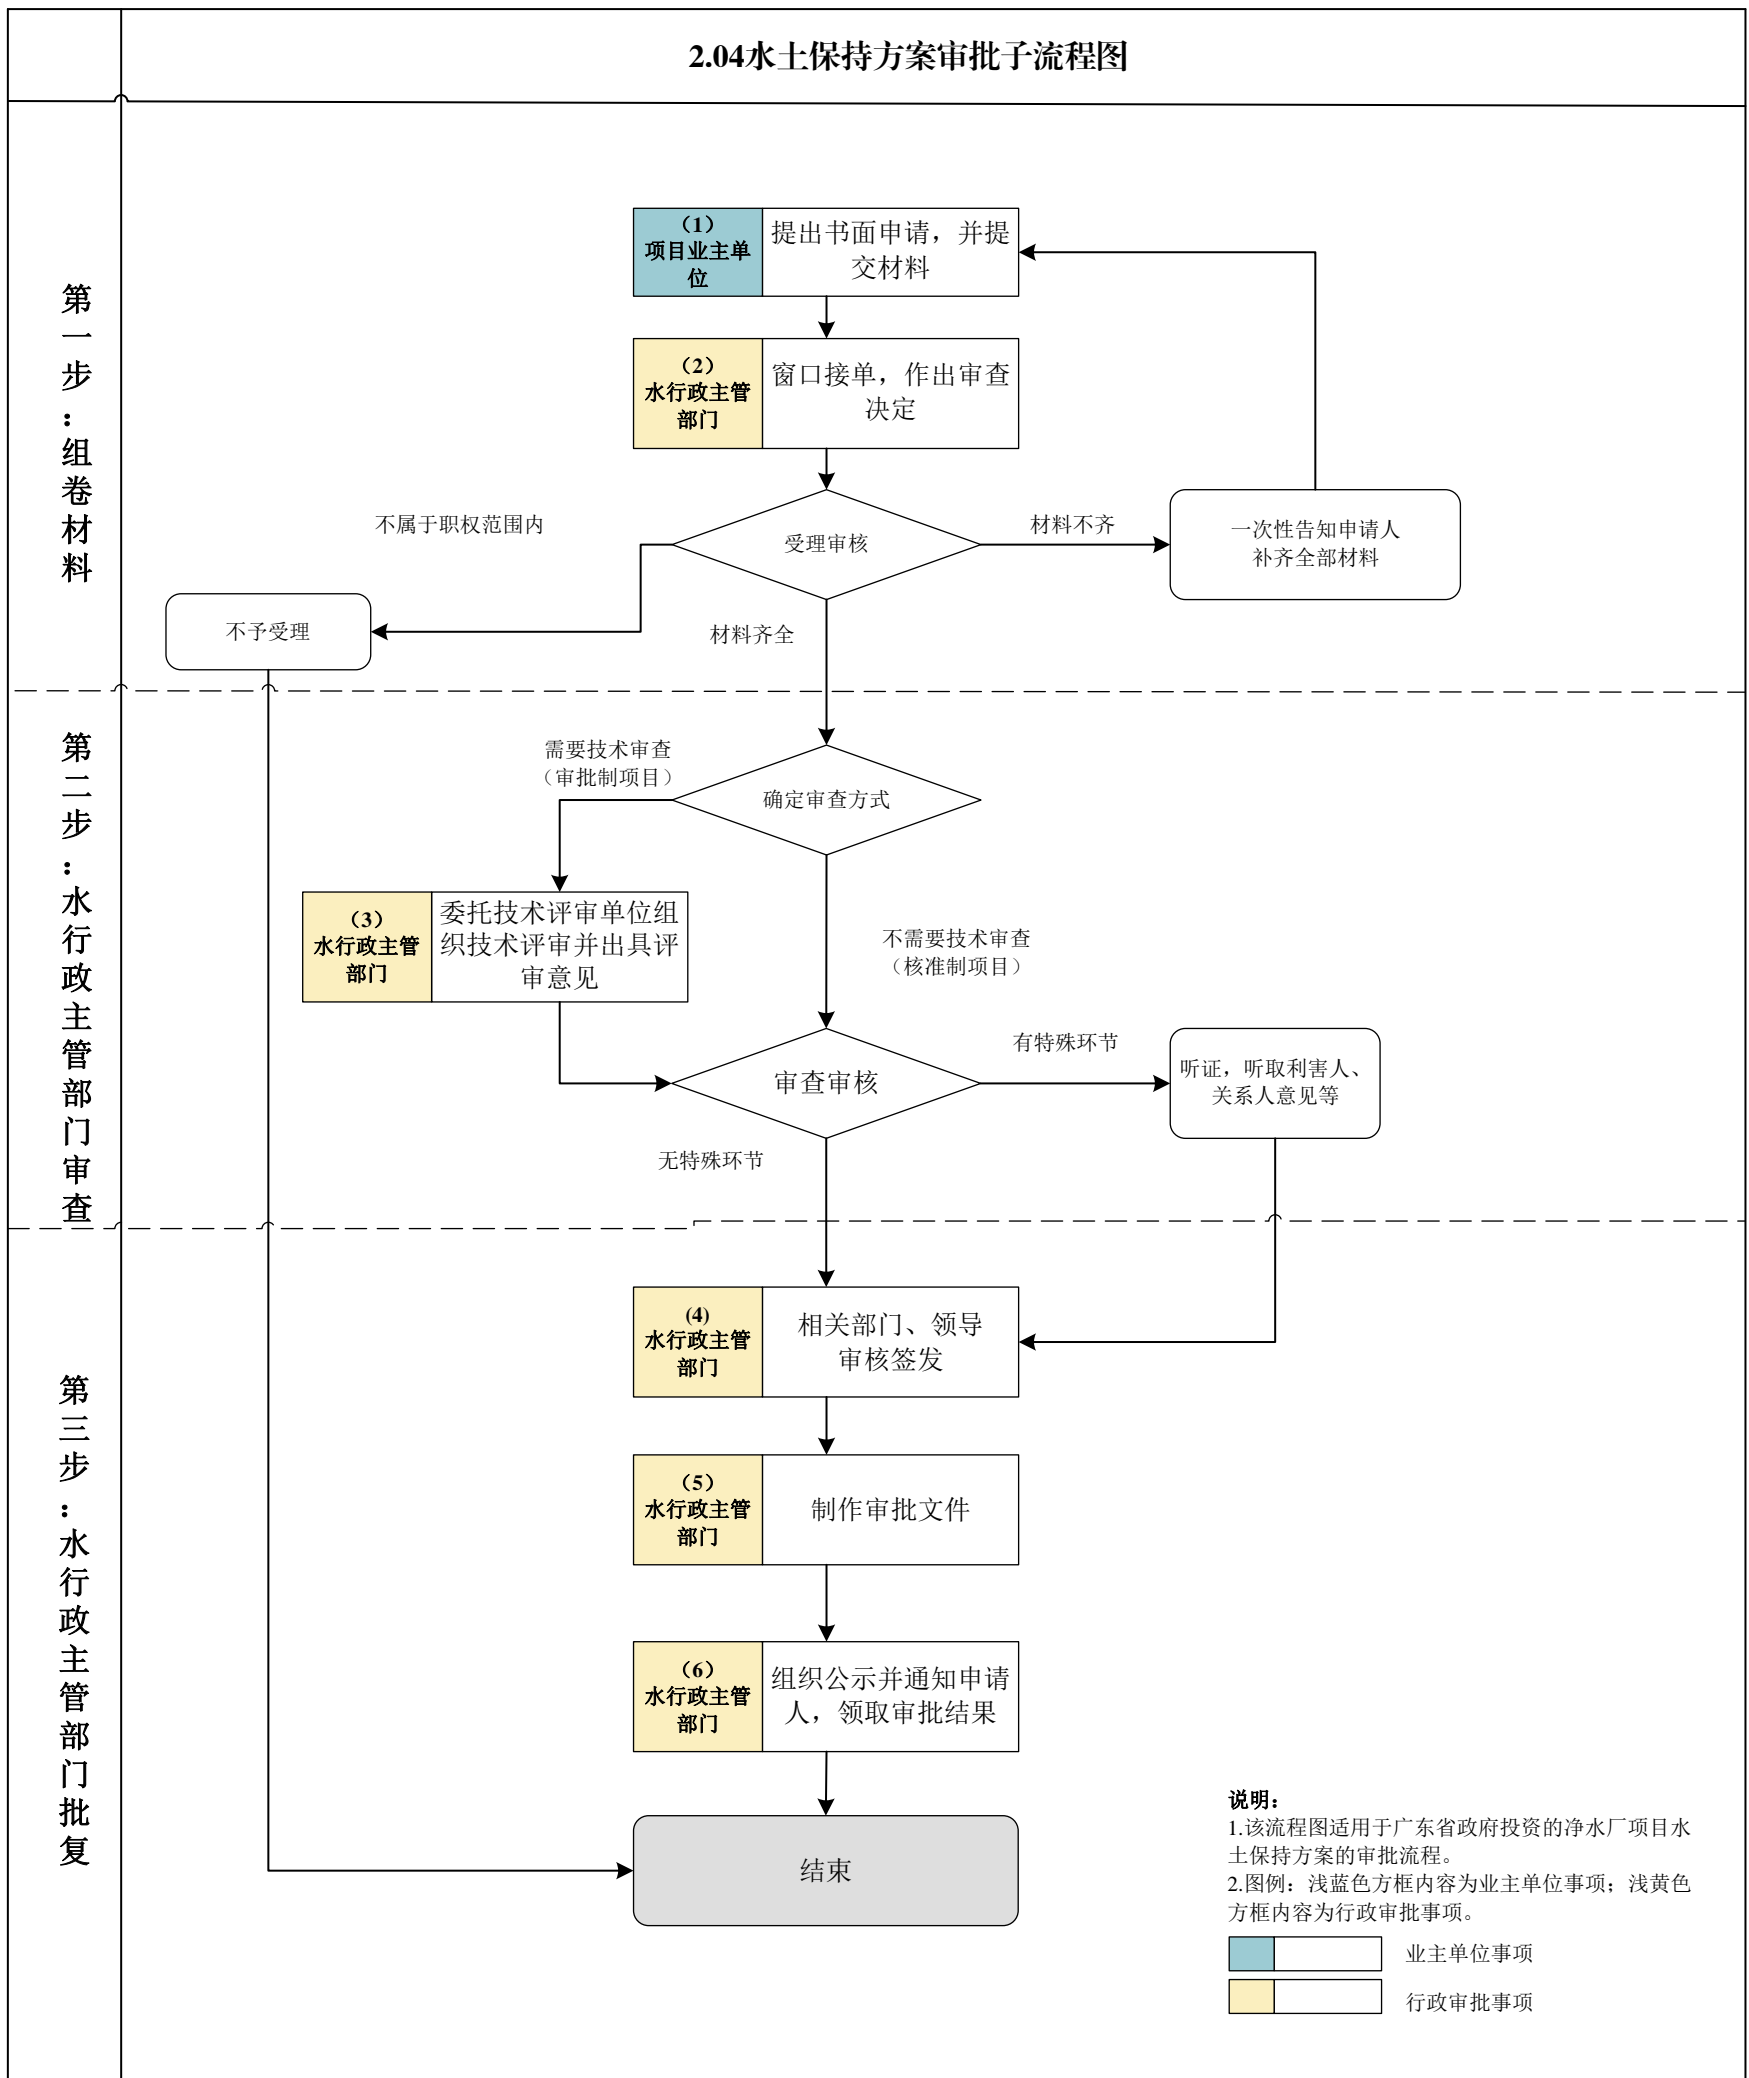 2.04水土保持方案审批子流程图
第一步：组卷材料
（1）
项目业主单
位
提出书面申请，并提
交材料
（2）
水行政主管
部门
窗口接单，作出审查
决定
不属于职权范围内
受理审核
材料不齐
一次性告知申请人
补齐全部材料
不予受理
材料齐全
第二步：水行政主管部门审查
需要技术审查
（审批制项目）
确定审查方式
（3）
水行政主管
部门
委托技术评审单位组
织技术评审并出具评
审意见
不需要技术审查
（核准制项目）
审查审核
有特殊环节
听证，听取利害人、
关系人意见等
无特殊环节
第三步：水行政主管部门批复
(4)
水行政主管
部门
相关部门、领导
审核签发
（5）
水行政主管
部门
制作审批文件
（6）
水行政主管
部门
组织公示并通知申请
人，领取审批结果
结束
说明：
1.该流程图适用于广东省政府投资的净水厂项目水
土保持方案的审批流程。
2.图例：浅蓝色方框内容为业主单位事项；浅黄色
方框内容为行政审批事项。
业主单位事项
行政审批事项